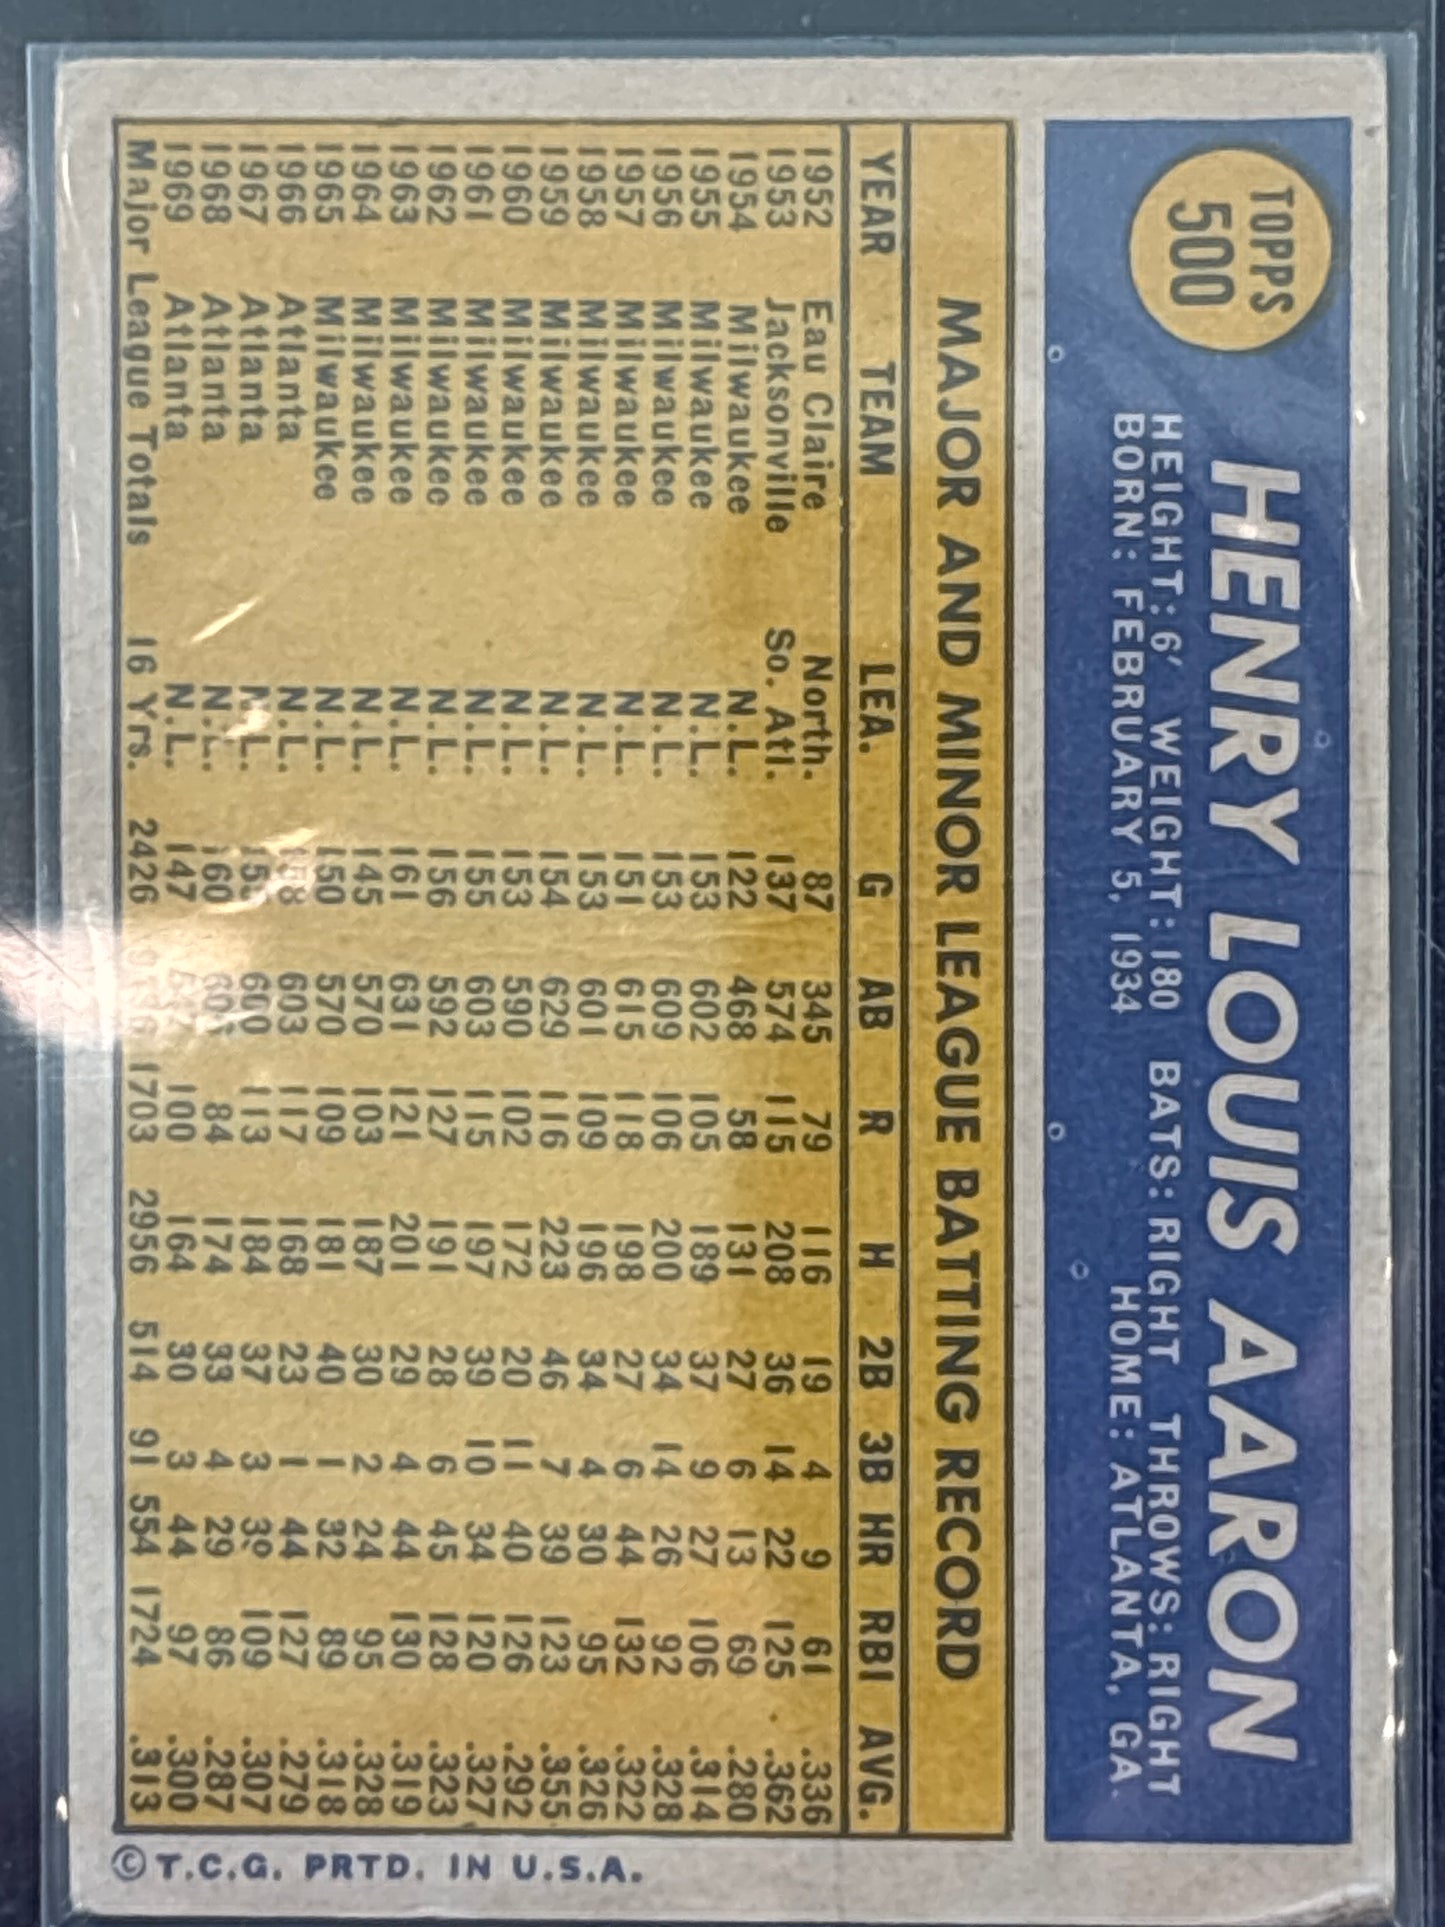 TOPPS
500
HENRY LOUIS AARON
HEIGHT: 6' WEIGHT: 180 BATS: RIGHT THROWS: RIGHT
BORN: FEBRUARY 5, 1934 HOME: ATLANTA, GA.
MAJOR AND MINOR LEAGUE BATTING RECORD
YEAR TEAM LEA. G AB R H 2B 3B HR RBI AVG.
1952 Eau Claire North. 87 345 79 116 19 4 9 61 .336
1953 Jacksonville So. Atl. 137 574 115 208 36 14 22 125 .362
1954 Milwaukee N.L. 122 468 58 131 27 6 13 69 .280
1955 Milwaukee N.L. 153 602 105 189 37 9 27 106 .314
1956 Milwaukee N.L. 153 609 106 200 34 14 26 92 .328
1957 Milwaukee N.L. 151 615 118 198 27 6 44 132 .322
1958 Milwaukee N.L. 153 601 109 196 34 4 30 95 .326
1959 Milwaukee N.L. 154 629 116 223 46 7 39 123 .355
1960 Milwaukee N.L. 153 590 102 172 20 11 40 126 .292
1961 Milwaukee N.L. 155 603 115 197 39 10 34 120 .327
1962 Milwaukee N.L. 156 592 127 191 28 6 45 128 .323
1963 Milwaukee N.L. 161 631 121 201 29 4 44 130 .319
1964 Milwaukee N.L. 145 570 103 187 30 2 24 95 .328
1965 Milwaukee N.L. 150 570 109 181 40 1 32 89 .318
1966 Atlanta N.L. 158 603 117 168 23 1 44 127 .279
1967 Atlanta N.L. 600 113 184 37 3 39 109 .307
1968 Atlanta N.L. 160 84 174 33 4 29 86 .287
1969 Atlanta N.L. 147 100 164 30 3 44 97 .300
Major League Totals 16 Yrs. 2426 1703 2956 514 91 554 1724 .313
© T.C.G. PRTD. IN U.S.A.